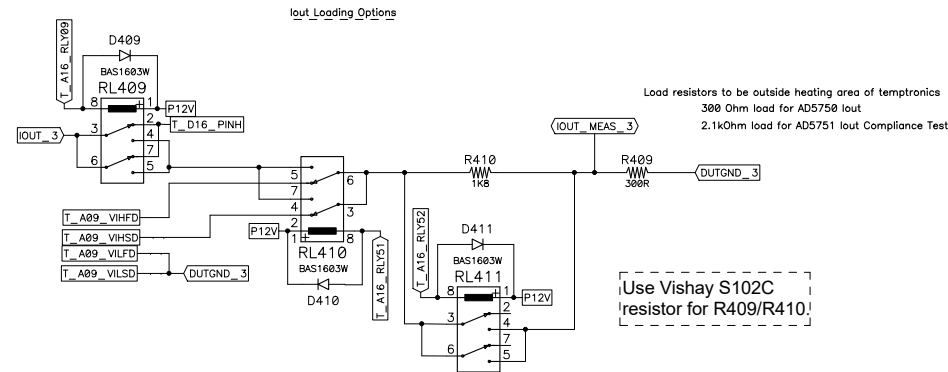 Iout Loading Options
T_A16_RLY09
D409
BAS1603W
RL409
8
1
P12V
IOUT_3
3
2
T_D16_PINH
4
7
6
5
Load resistors to be outside heating area of temptronics
300 Ohm load for AD5750 Iout
2.1kOhm load for AD5751 Iout Compliance Test
IOUT_MEAS_3
R410
1K8
R409
300R
DUTGND_3
5
6
7
4
3
T_A09_VIHFD
T_A09_VIHSD
T_A09_VILFD
T_A09_VILSD
DUTGND_3
P12V
2
1
8
RL410
BAS1603W
D410
T_A16_RLY51
T_A16_RLY52
D411
BAS1603W
RL411
8
1
P12V
3
2
4
6
7
5
Use Vishay S102C
resistor for R409/R410.